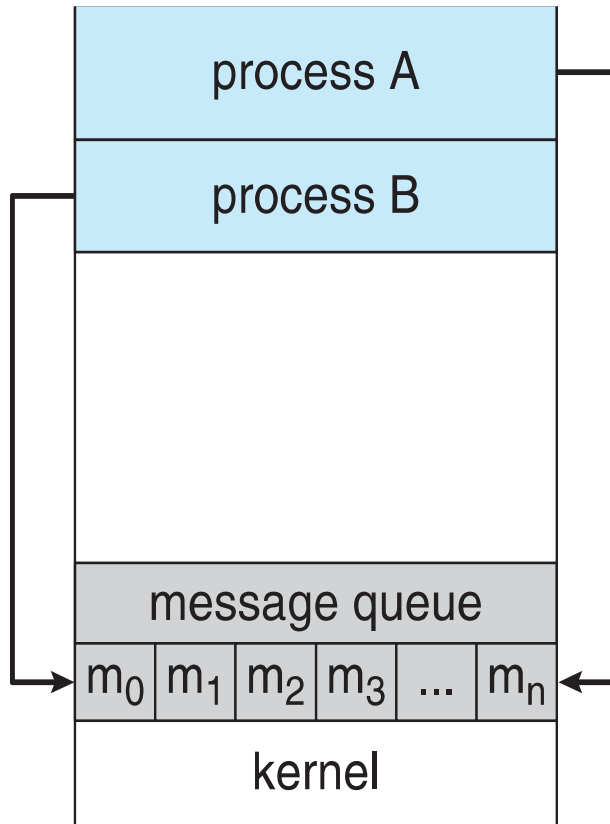 process A
process B
message queue
m₀ m₁ m₂ m₃ ... mₙ
kernel